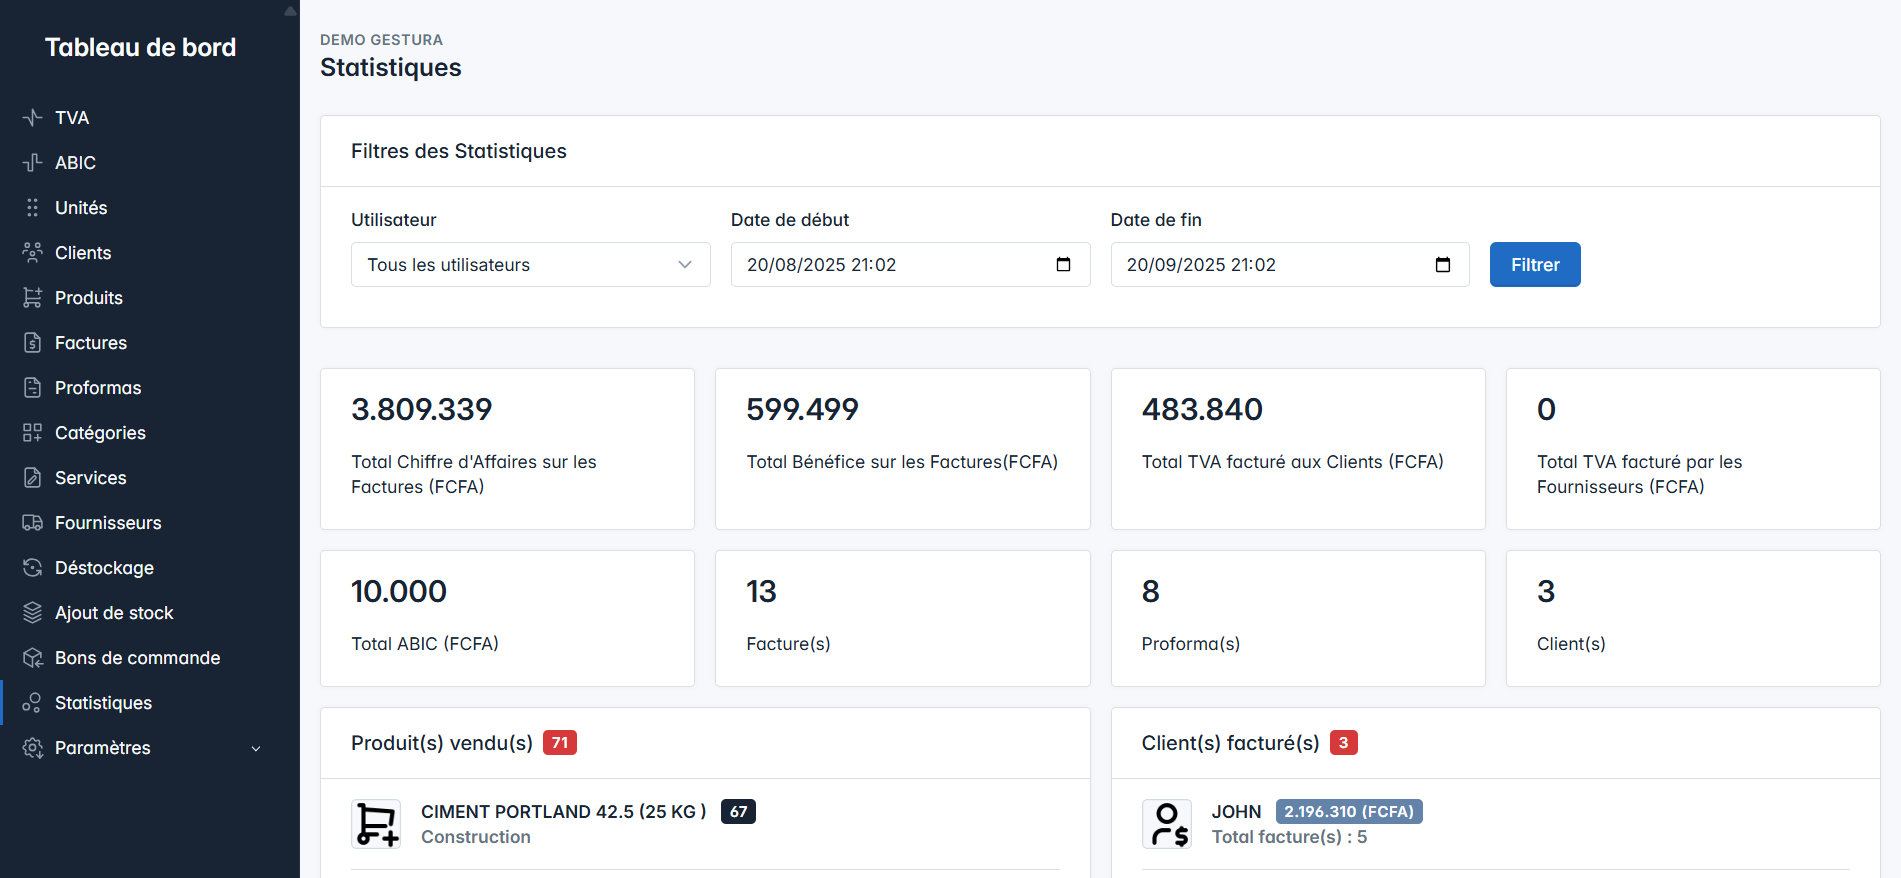 Tableau de bord
TVA
ABIC
Unités
Clients
Produits
Factures
Proformas
Catégories
Services
Fournisseurs
Déstockage
Ajout de stock
Bons de commande
Statistiques
Paramètres
DEMO GESTURA
Statistiques
Filtres des Statistiques
Utilisateur
Tous les utilisateurs
Date de début
20/08/2025 21:02
Date de fin
20/09/2025 21:02
Filtrer
3.809.339
Total Chiffre d'Affaires sur les
Factures (FCFA)
599.499
Total Bénéfice sur les Factures(FCFA)
483.840
Total TVA facturé aux Clients (FCFA)
0
Total TVA facturé par les
Fournisseurs (FCFA)
10.000
Total ABIC (FCFA)
13
Facture(s)
8
Proforma(s)
3
Client(s)
Produit(s) vendu(s) 71
CIMENT PORTLAND 42.5 (25 KG ) 67
Construction
Client(s) facturé(s) 3
JOHN 2.196.310 (FCFA)
Total facture(s) : 5